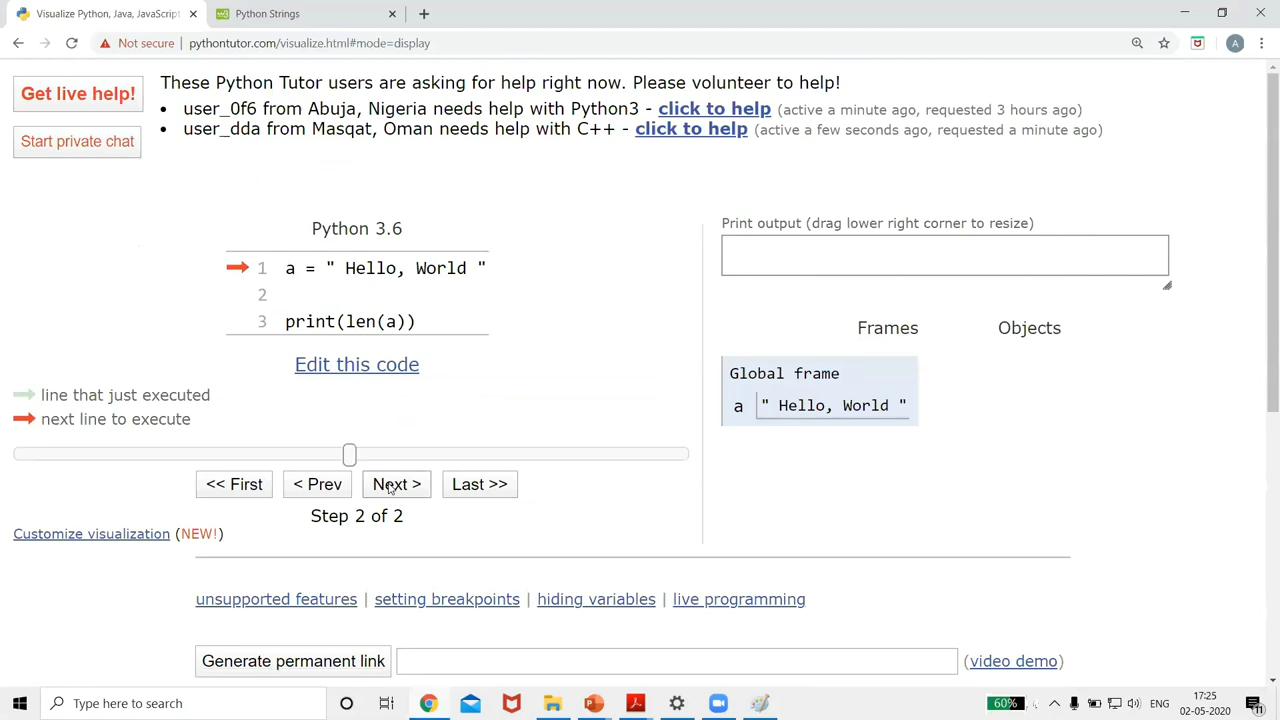 Visualize Python, Java, JavaScript
Python Strings
Not secure | pythontutor.com/visualize.html#mode=display
A
Get live help!
Start private chat
These Python Tutor users are asking for help right now. Please volunteer to help!
• user_0f6 from Abuja, Nigeria needs help with Python3 - click to help (active a minute ago, requested 3 hours ago)
• user_dda from Masqat, Oman needs help with C++ - click to help (active a few seconds ago, requested a minute ago)
Python 3.6
1 a = " Hello, World "
2
3 print(len(a))
Edit this code
line that just executed
next line to execute
<< First
< Prev
Next >
Last >>
Step 2 of 2
Customize visualization (NEW!)
Print output (drag lower right corner to resize)
Frames
Objects
Global frame
a " Hello, World "
unsupported features | setting breakpoints | hiding variables | live programming
Generate permanent link
(video demo)
Type here to search
60%
ENG
17:25
02-05-2020
11